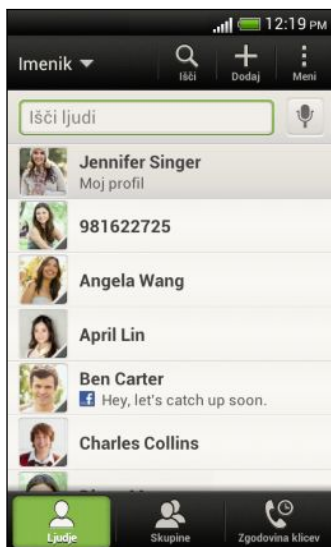 12:19 PM
Imenik
Išči
Dodaj
Meni
Išči ljudi
Jennifer Singer
Moj profil
981622725
Angela Wang
April Lin
Ben Carter
Hey, let's catch up soon.
Charles Collins
Ljudje
Skupine
Zgodovina klicev